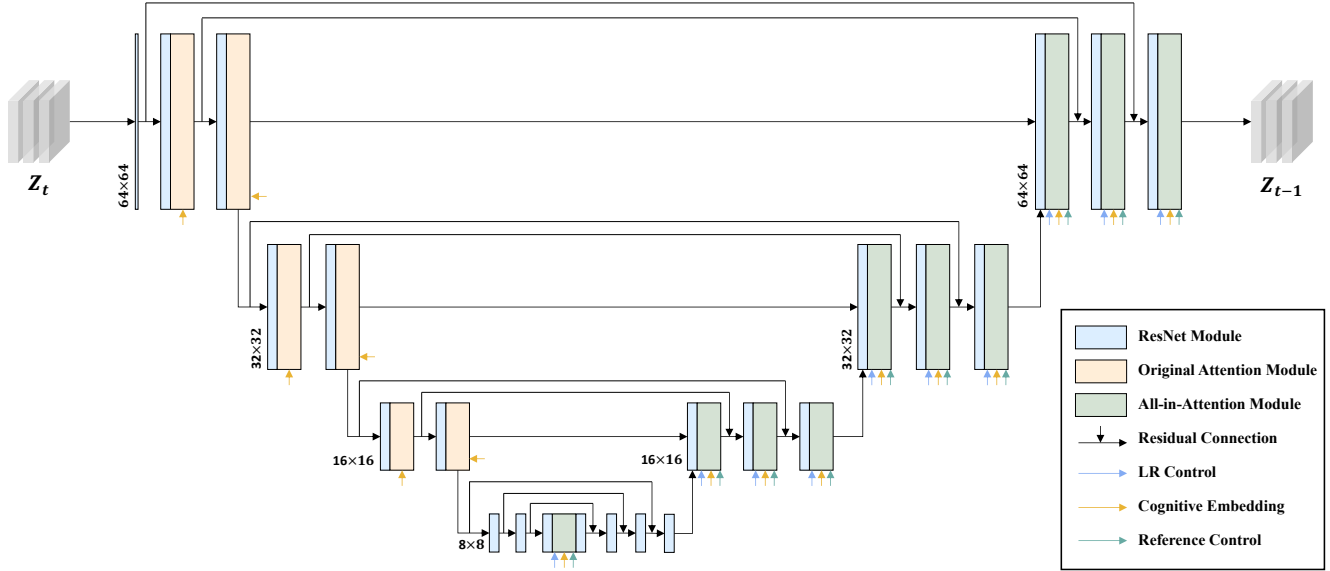 64×64
Z_t
64×64
Z_{t−1}
32×32
32×32
16×16
16×16
8×8
ResNet Module
Original Attention Module
All-in-Attention Module
Residual Connection
LR Control
Cognitive Embedding
Reference Control